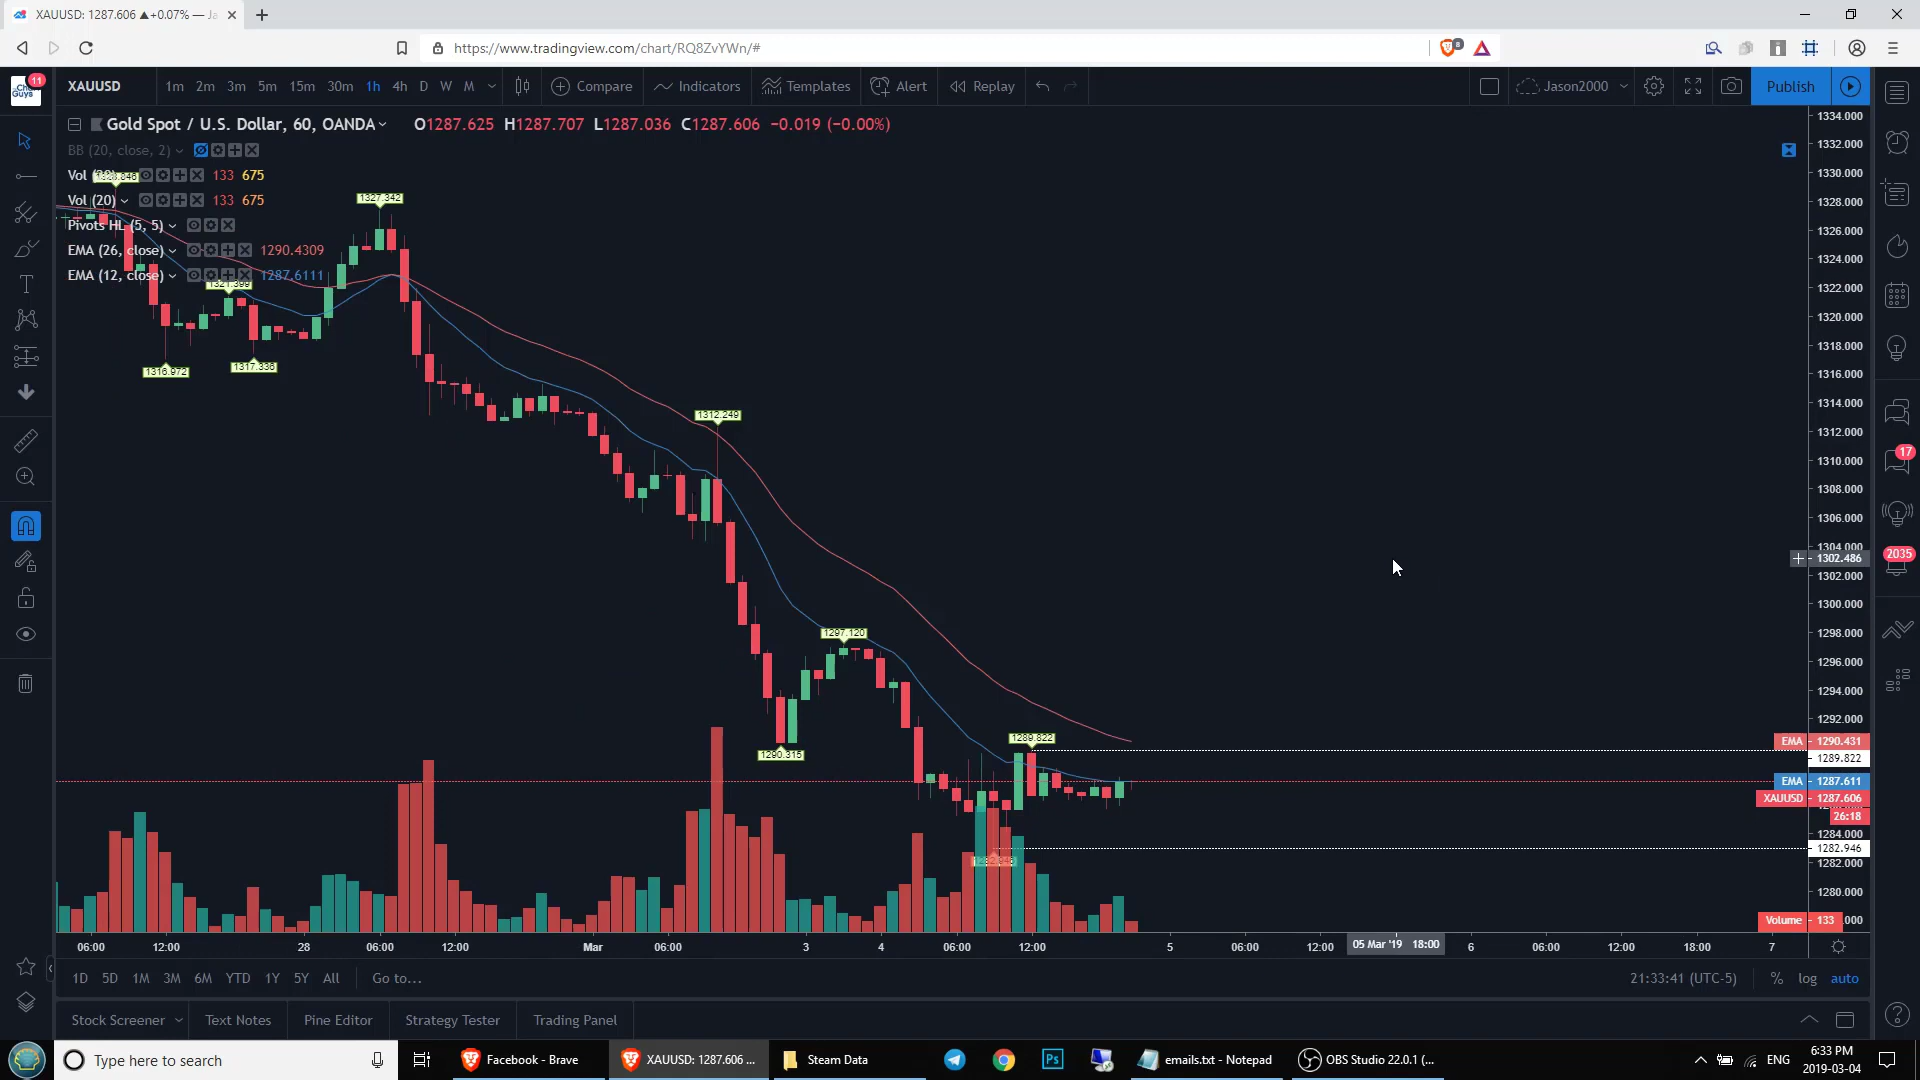 XAUUSD: 1287.606 ▲+0.07% — Ja
https://www.tradingview.com/chart/RQ8ZvYWn/#
8
11
XAUUSD 1m 2m 3m 5m 15m 30m 1h 4h D W M Compare Indicators Templates Alert Replay Jason2000 Publish
Gold Spot / U.S. Dollar, 60, OANDA O1287.625 H1287.707 L1287.036 C1287.606 −0.019 (−0.00%)
BB (20, close, 2)
Vol 133 675
Vol (20) 133 675
Pivots HL (5, 5)
EMA (26, close) 1290.4309
EMA (12, close) 1287.6111
1327.342
1321.399
1316.972
1317.336
1312.249
1297.120
1290.315
1289.822
1334.000
1332.000
1330.000
1328.000
1326.000
1324.000
1322.000
1320.000
1318.000
1316.000
1314.000
1312.000
1310.000
1308.000
1306.000
1304.000
1302.486
1302.000
1300.000
1298.000
1296.000
1294.000
1292.000
EMA 1290.431
1289.822
EMA 1287.611
XAUUSD 1287.606
26:18
1284.000
1282.946
1282.000
1280.000
Volume 133
17
2035
06:00 12:00 28 06:00 12:00 Mar 06:00 3 4 06:00 12:00 5 06:00 12:00 05 Mar '19 18:00 6 06:00 12:00 18:00 7
1D 5D 1M 3M 6M YTD 1Y 5Y All Go to... 21:33:41 (UTC-5) % log auto
Stock Screener Text Notes Pine Editor Strategy Tester Trading Panel
Type here to search Facebook - Brave XAUUSD: 1287.606 ... Steam Data Ps emails.txt - Notepad OBS Studio 22.0.1 (... ENG 6:33 PM
2019-03-04